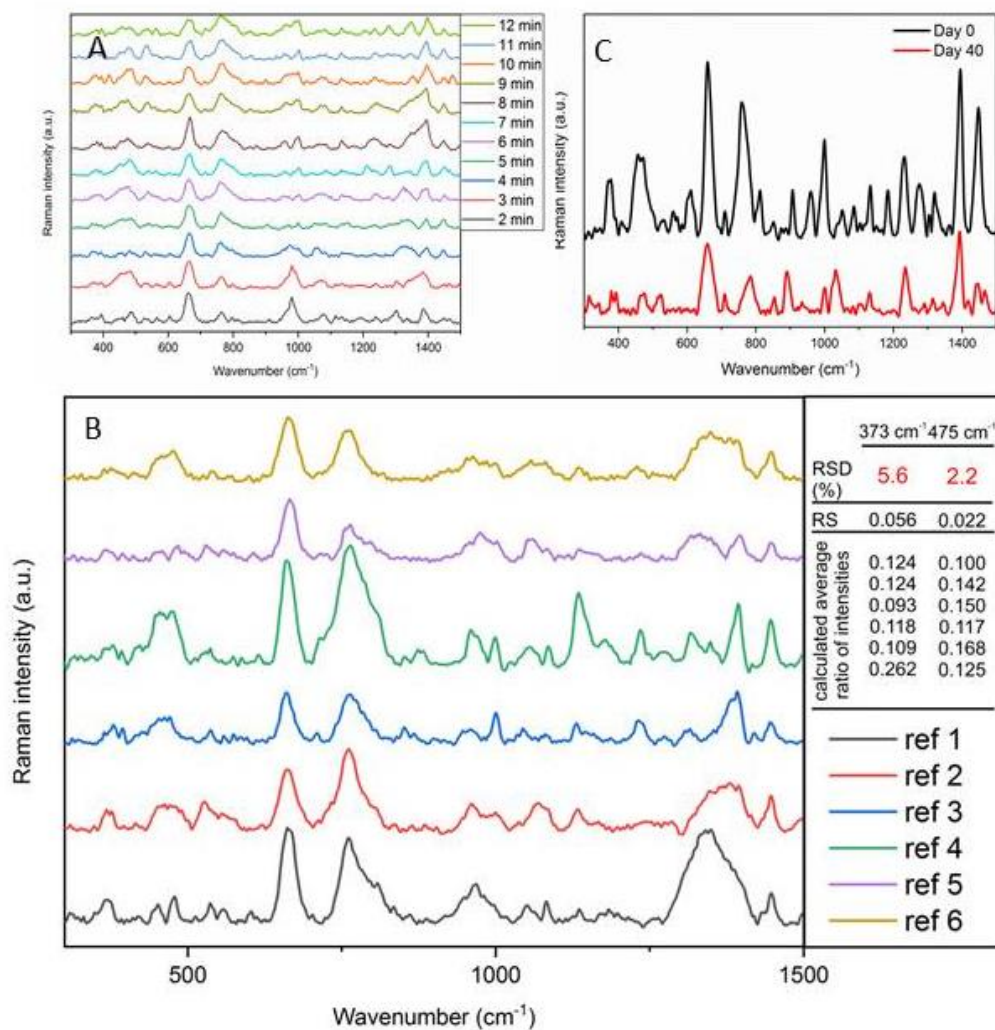 A
12 min
11 min
10 min
9 min
8 min
7 min
6 min
5 min
4 min
3 min
2 min
Raman intensity (a.u.)
400 600 800 1000 1200 1400
Wavenumber (cm⁻¹)
C
Day 0
Day 40
Raman intensity (a.u.)
400 600 800 1000 1200 1400
Wavenumber (cm⁻¹)
B
Raman intensity (a.u.)
500 1000 1500
Wavenumber (cm⁻¹)
373 cm⁻¹ 475 cm⁻¹
RSD (%) 5.6 2.2
RS 0.056 0.022
calculated average
ratio of intensities
0.124 0.100
0.124 0.142
0.093 0.150
0.118 0.117
0.109 0.168
0.262 0.125
ref 1
ref 2
ref 3
ref 4
ref 5
ref 6